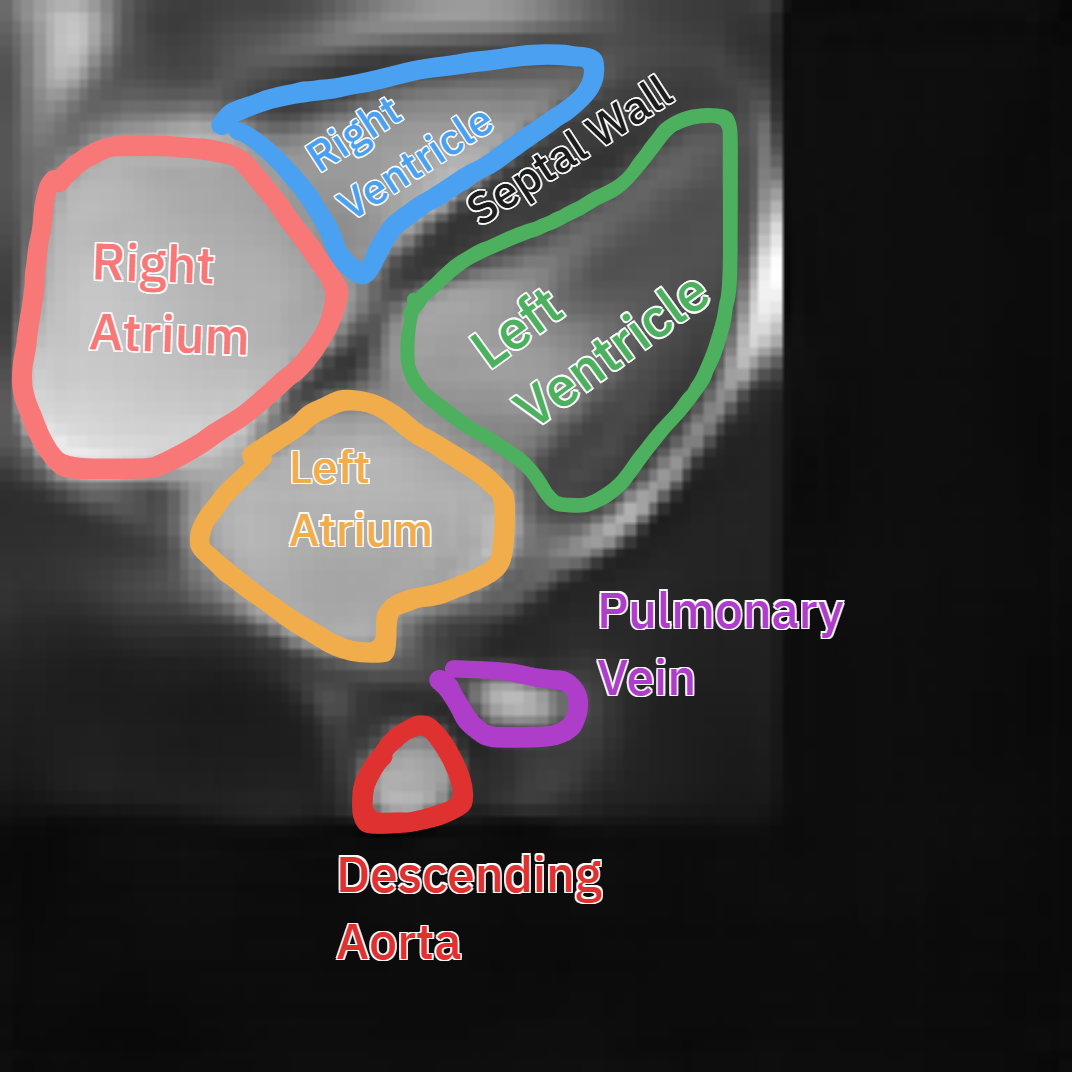 Right
Ventricle
Septal Wall
Right
Atrium
Left
Ventricle
Left
Atrium
Pulmonary
Vein
Descending
Aorta